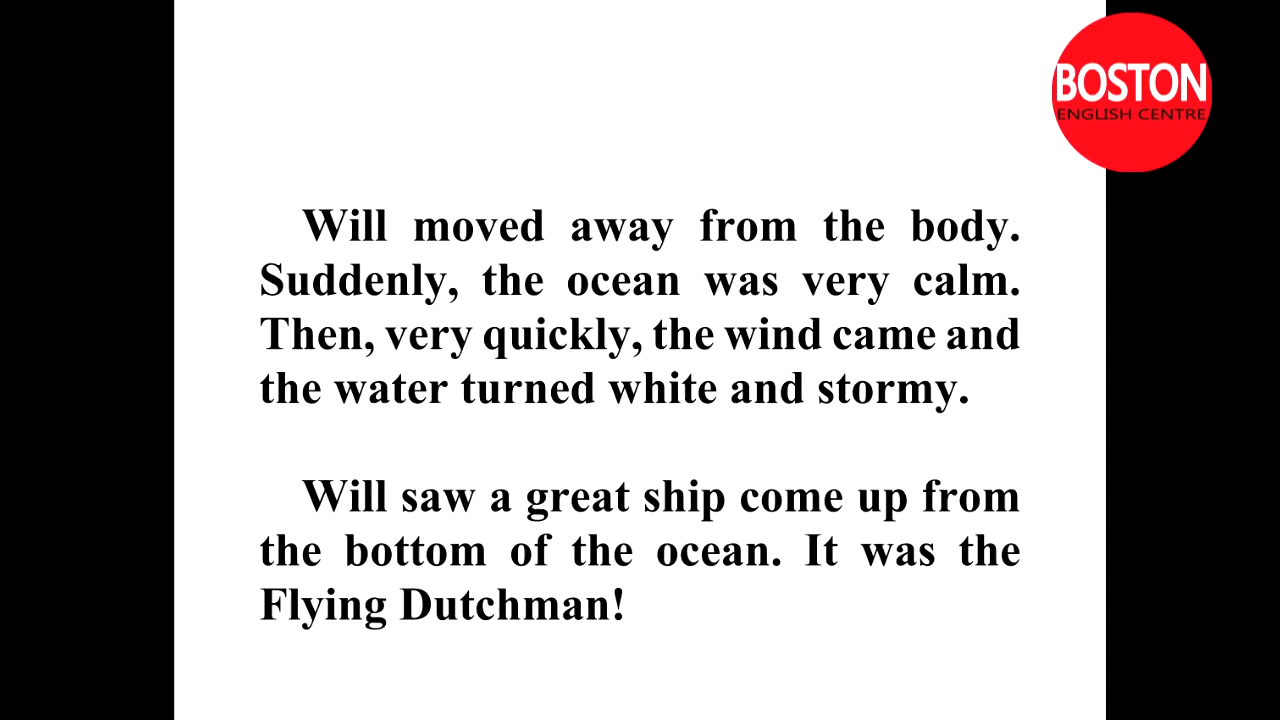 BOSTON
ENGLISH CENTRE
Will moved away from the body.
Suddenly, the ocean was very calm.
Then, very quickly, the wind came and
the water turned white and stormy.
Will saw a great ship come up from
the bottom of the ocean. It was the
Flying Dutchman!